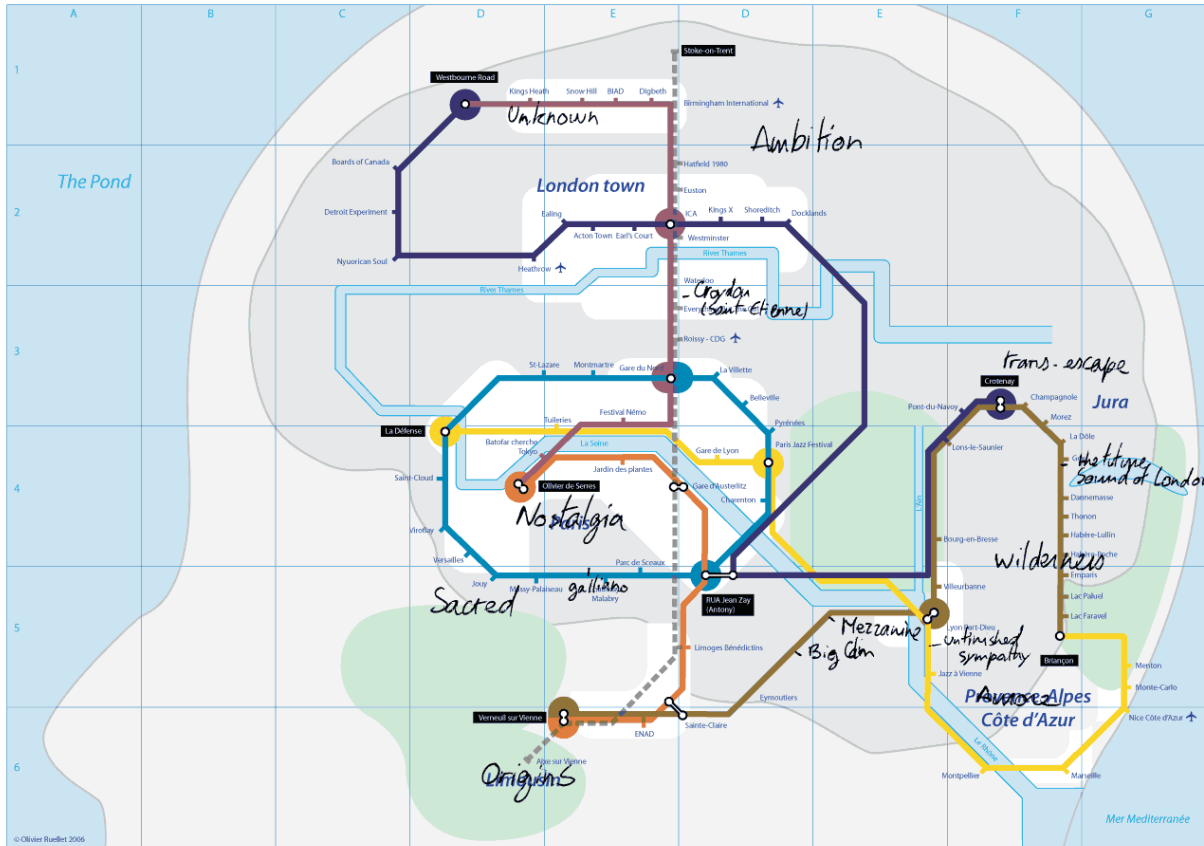 A B C D E D E F G
1
Stoke-on-Trent
Westbourne Road
Kings Heath
Snow Hill
BIAD
Digbeth
Birmingham International
Unknown
Ambition
Boards of Canada
Hatfield 1980
The Pond
London town
Euston
2
Detroit Experiment
Ealing
ICA
Kings X
Shoreditch
Docklands
Acton Town
Earl's Court
Westminster
Nyuorican Soul
Heathrow
River Thames
River Thames
Waterloo
Croydon
(Saint-Etienne)
3
Roissy - CDG
trans-escape
St-Lazare
Montmartre
Gare du Nord
La Villette
Crotenay
Champagnole
Jura
Belleville
Pont-du-Navoy
Morez
Festival Némo
Tuileries
La Défense
Pyrénées
Batofar cherche
Tokyo
La Seine
Paris Jazz Festival
Lons-le-Saunier
La Dôle
Gare de Lyon
the future
Sound of London
Jardin des plantes
4
Saint-Cloud
Ollivier de Serres
Gare d'Austerlitz
Charenton
L'Ain
Dannemasse
Nostalgia
Paris
Thonon
Viroflay
Bourg-en-Bresse
Habère-Lullin
Habère-Poche
wilderness
Versailles
Parc de Sceaux
Emparis
Jouy
Massy-Palaiseau
galliano
Malabry
RUA Jean Zay
(Antony)
Villeurbanne
Lac Paluel
Sacred
5
Lac Faravel
Mezzanine
Lyon Part-Dieu
unfinished
sympathy
Limoges Bénédictins
Big Calm
Briançon
Jazz à Vienne
Menton
Eymoutiers
Provence-Alpes
Côte d'Azur
Monte-Carlo
Verneuil sur Vienne
Sainte-Claire
Nice Côte d'Azur
ENAD
Le Rhône
Aixe sur Vienne
6
Origins
Limousin
Montpellier
Marseille
© Olivier Ruellet 2006
Mer Mediterranée